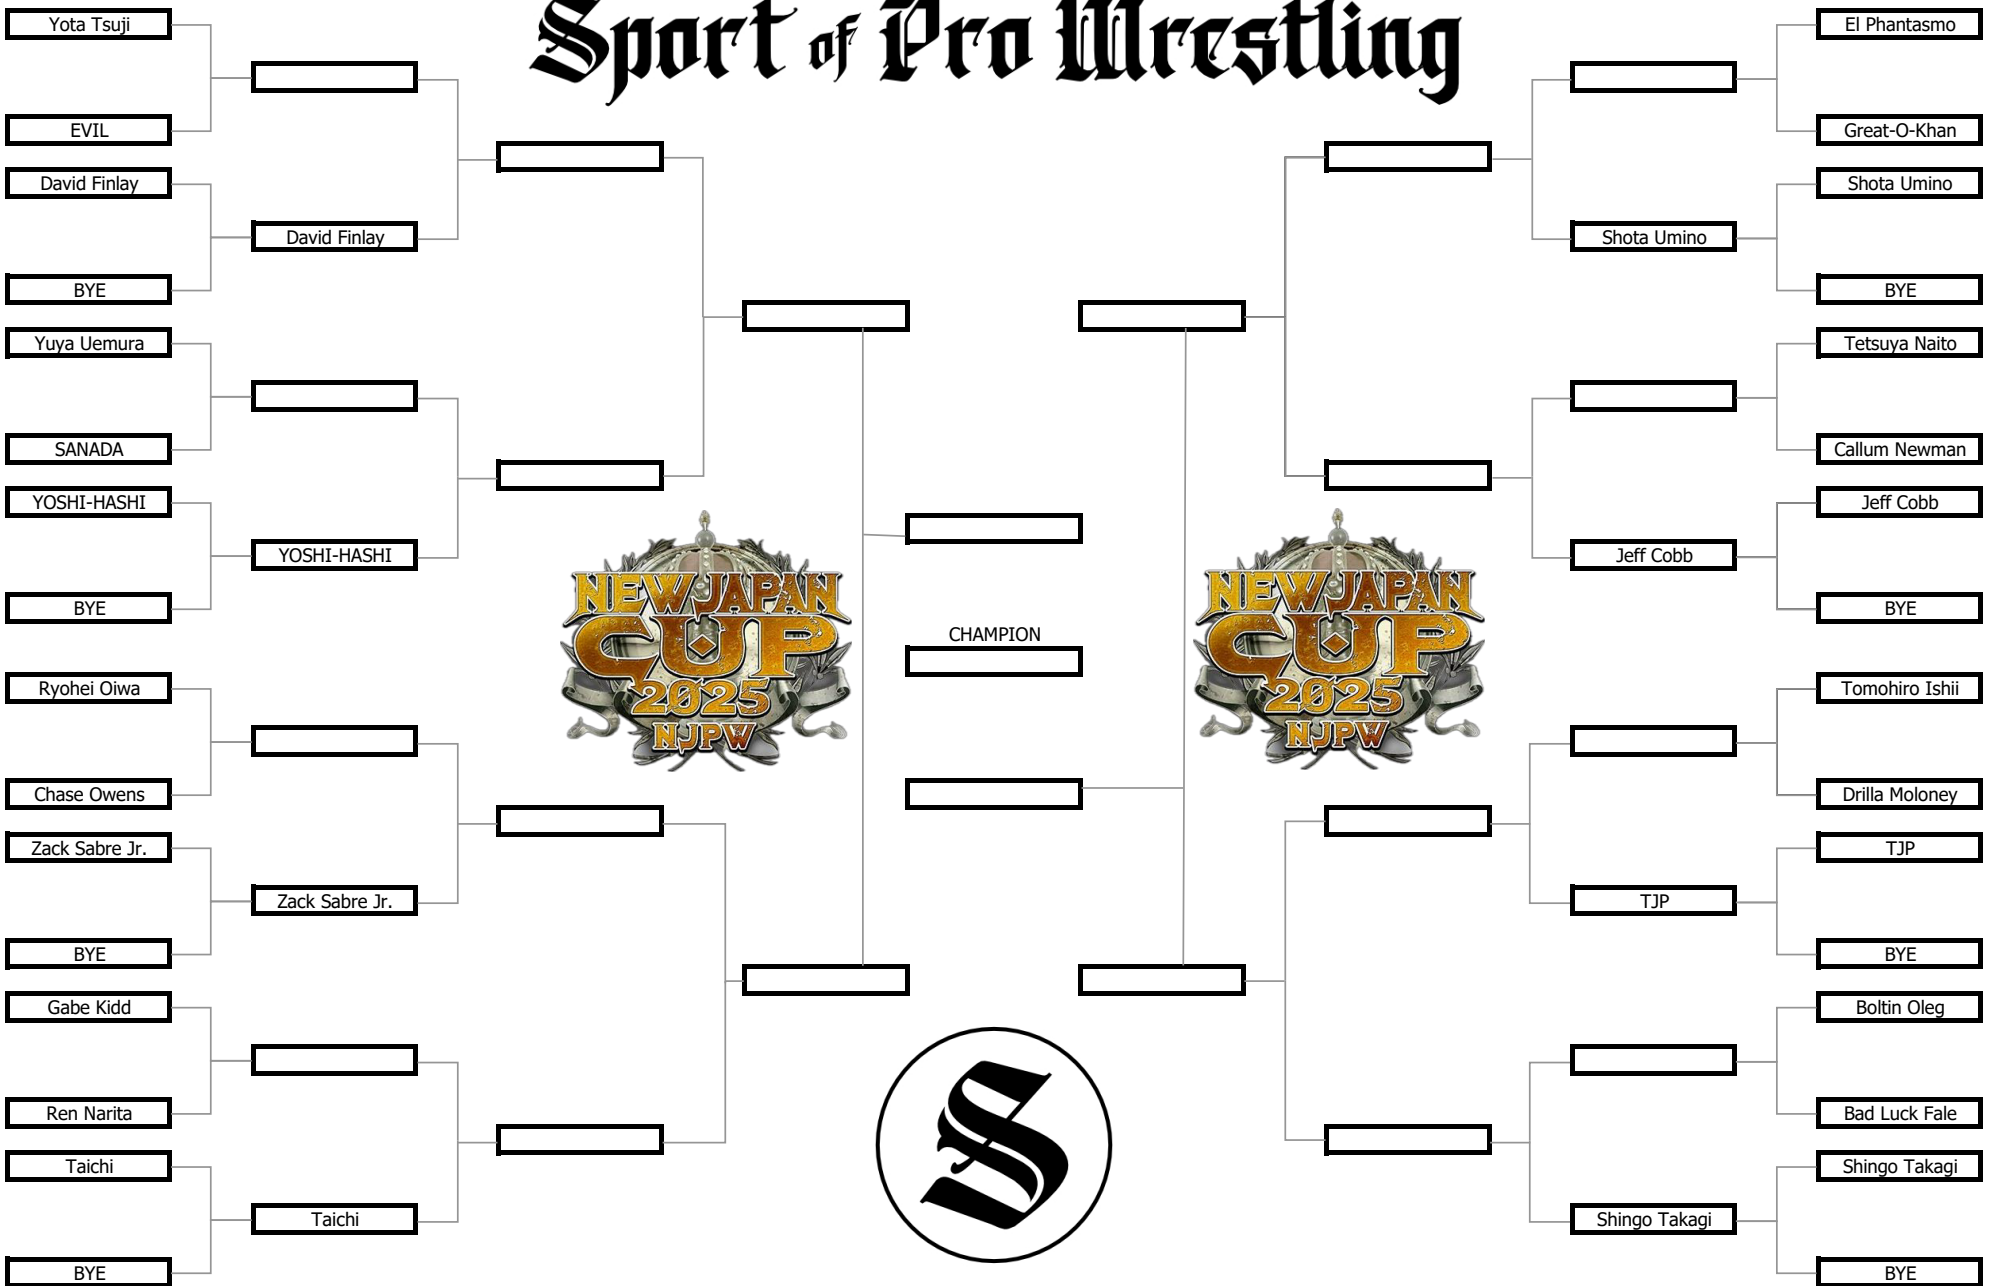 Sport of Pro Wrestling
Yota Tsuji
EVIL
David Finlay
David Finlay
BYE
Yuya Uemura
SANADA
YOSHI-HASHI
YOSHI-HASHI
BYE
Ryohei Oiwa
Chase Owens
Zack Sabre Jr.
Zack Sabre Jr.
BYE
Gabe Kidd
Ren Narita
Taichi
Taichi
BYE
NEW JAPAN
CUP
2025
NJPW
CHAMPION
NEW JAPAN
CUP
2025
NJPW
S
El Phantasmo
Great-O-Khan
Shota Umino
Shota Umino
BYE
Tetsuya Naito
Callum Newman
Jeff Cobb
Jeff Cobb
BYE
Tomohiro Ishii
Drilla Moloney
TJP
TJP
BYE
Boltin Oleg
Bad Luck Fale
Shingo Takagi
Shingo Takagi
BYE